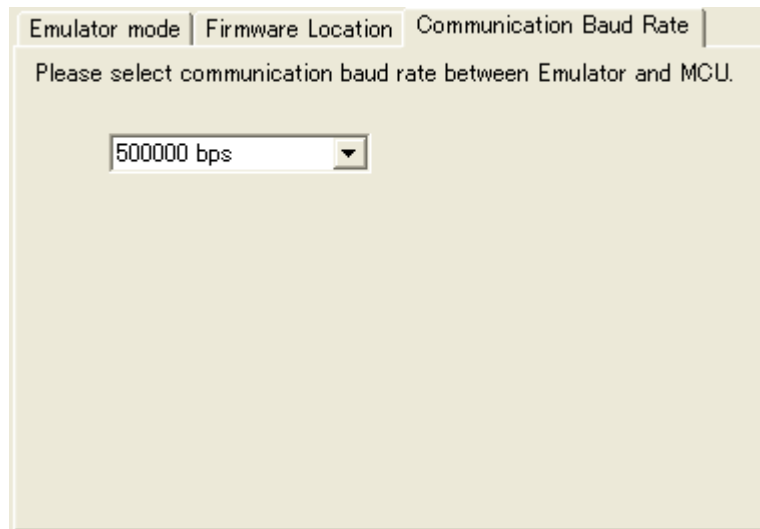 Emulator mode Firmware Location Communication Baud Rate
Please select communication baud rate between Emulator and MCU.
500000 bps